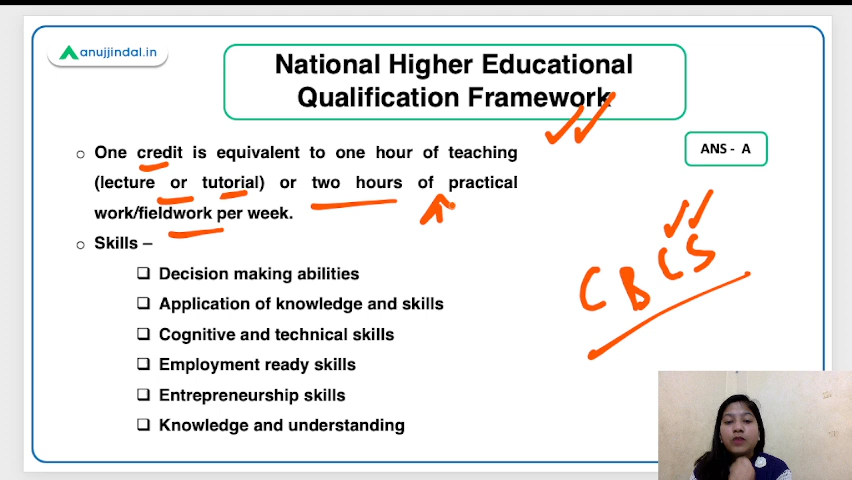 anujjindal.in
National Higher Educational
Qualification Framework
One credit is equivalent to one hour of teaching
(lecture or tutorial) or two hours of practical
work/fieldwork per week.
ANS - A
Skills –
Decision making abilities
Application of knowledge and skills
Cognitive and technical skills
Employment ready skills
Entrepreneurship skills
Knowledge and understanding
CBCS